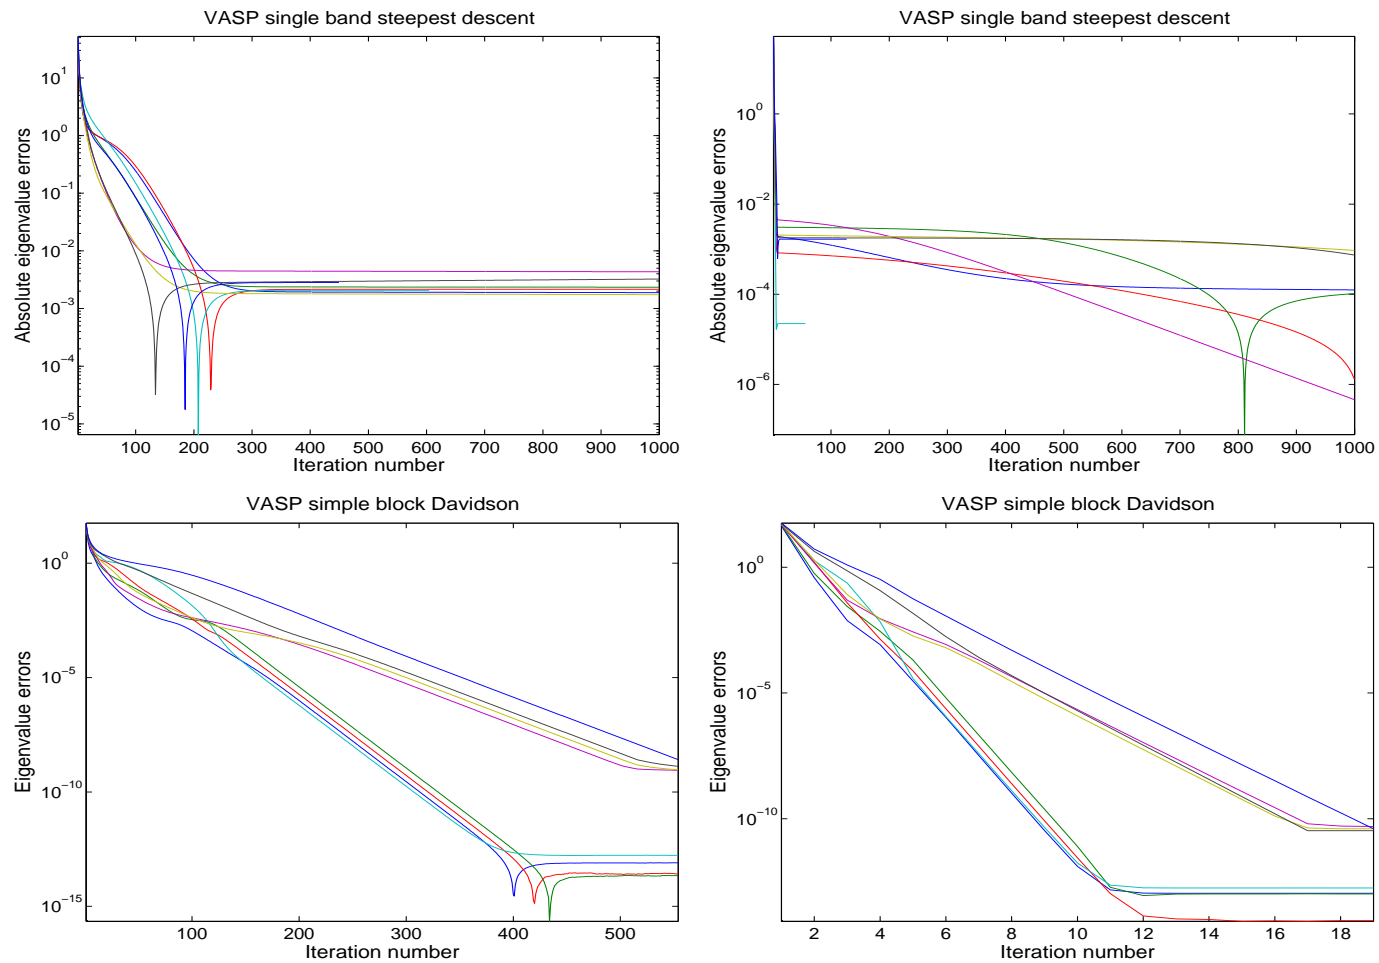 VASP single band steepest descent
Absolute eigenvalue errors
10^1
10^0
10^-1
10^-2
10^-3
10^-4
10^-5
100 200 300 400 500 600 700 800 900 1000
Iteration number
VASP single band steepest descent
Absolute eigenvalue errors
10^0
10^-2
10^-4
10^-6
100 200 300 400 500 600 700 800 900 1000
Iteration number
VASP simple block Davidson
Eigenvalue errors
10^0
10^-5
10^-10
10^-15
100 200 300 400 500
Iteration number
VASP simple block Davidson
Eigenvalue errors
10^0
10^-5
10^-10
2 4 6 8 10 12 14 16 18
Iteration number